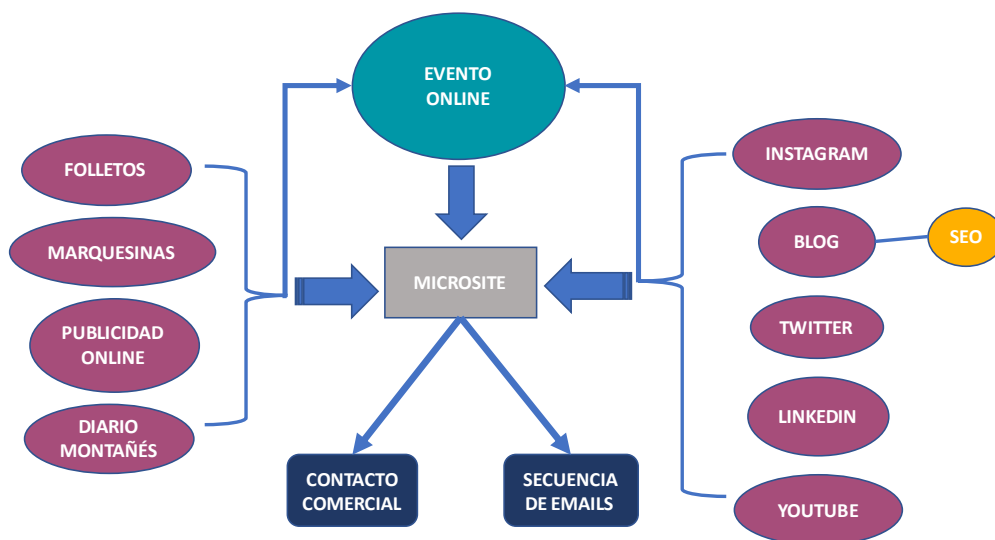 EVENTO
ONLINE
FOLLETOS
MARQUESINAS
PUBLICIDAD
ONLINE
DIARIO
MONTAÑÉS
MICROSITE
INSTAGRAM
BLOG
SEO
TWITTER
LINKEDIN
YOUTUBE
CONTACTO
COMERCIAL
SECUENCIA
DE EMAILS